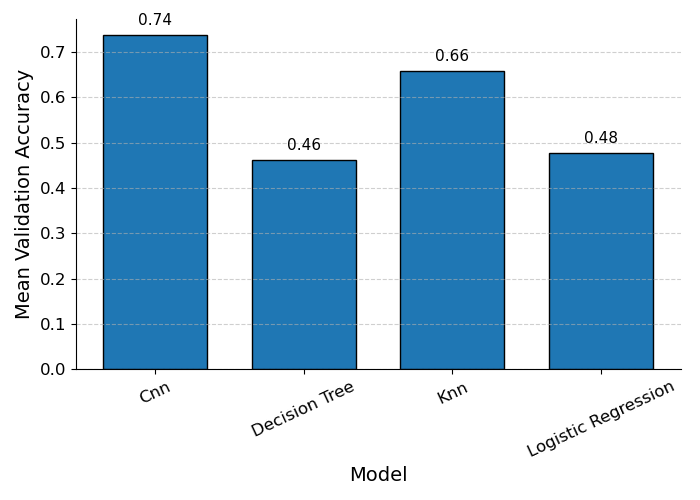 0.74
0.46
0.66
0.48
Mean Validation Accuracy
0.7
0.6
0.5
0.4
0.3
0.2
0.1
0.0
Cnn
Decision Tree
Knn
Logistic Regression
Model